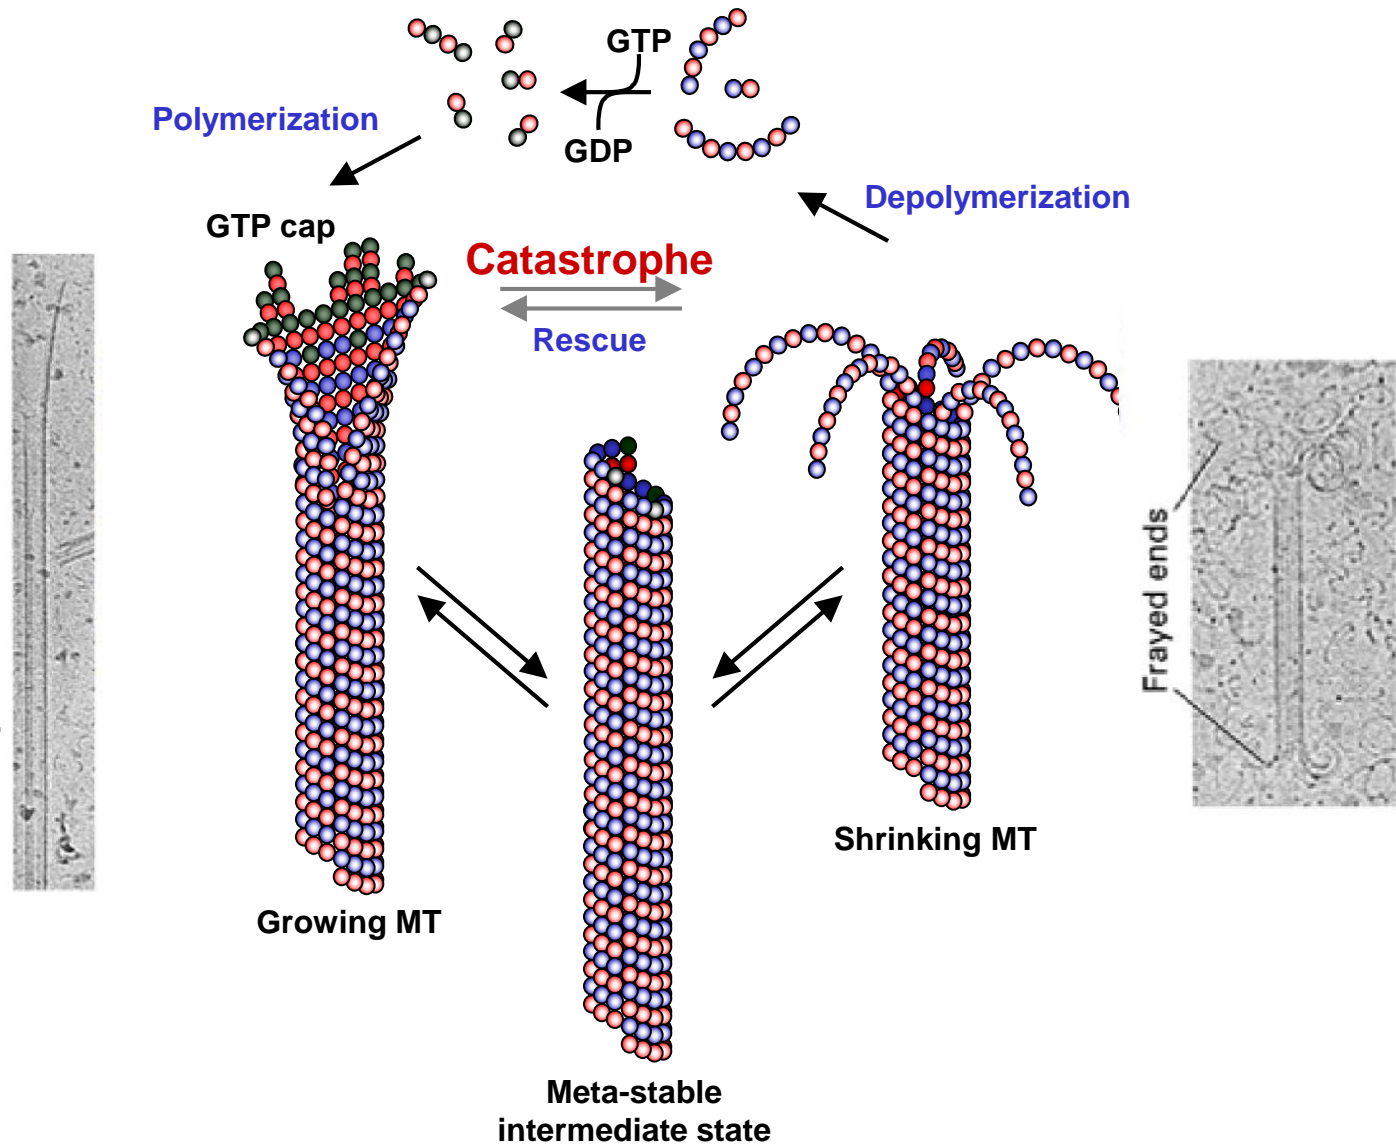 GTP
Polymerization
GDP
Depolymerization
GTP cap
Catastrophe
Rescue
Frayed ends
Shrinking MT
Growing MT
Meta-stable
intermediate state